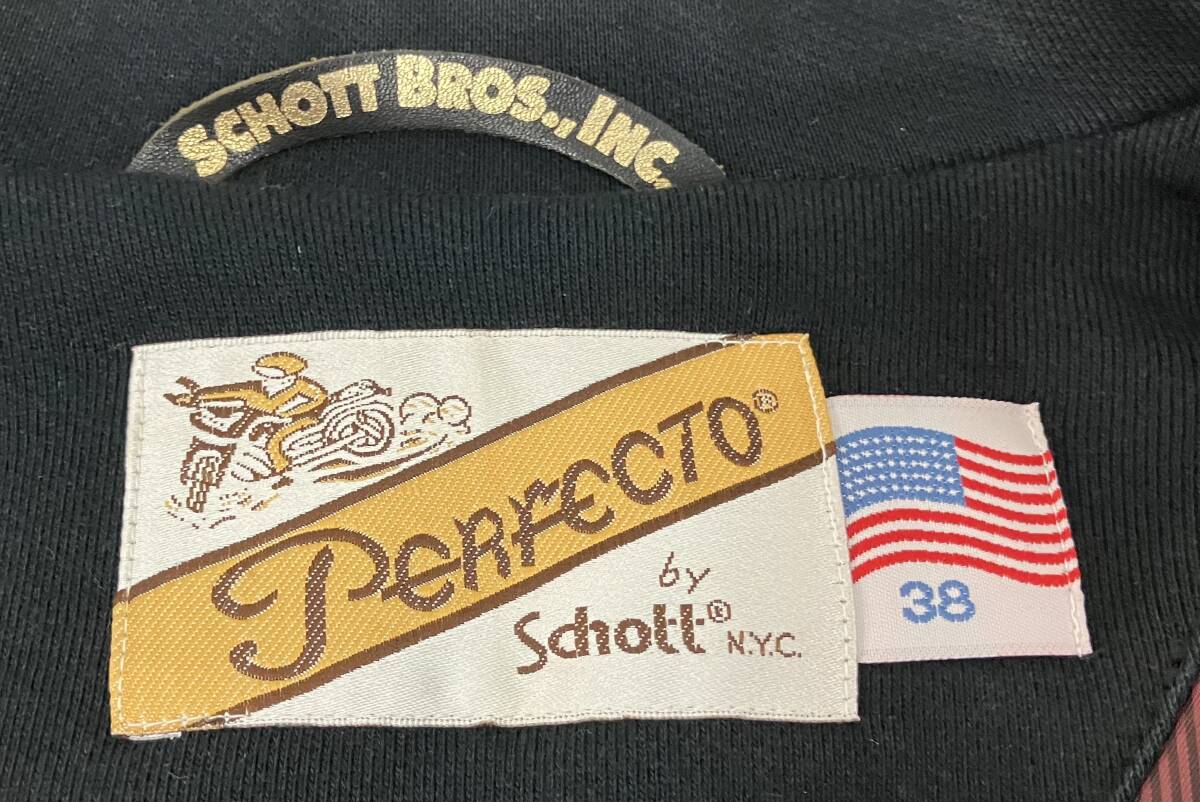 SCHOTT BROS., INC.
PERFECTO®
by
Schott® N.Y.C.
38